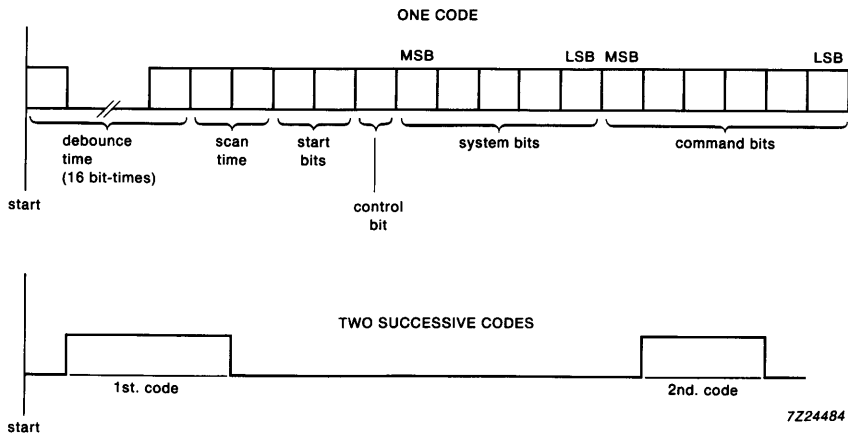 ONE CODE
MSB LSB MSB LSB
debounce
time
(16 bit-times)
scan
time
start
bits
control
bit
system bits
command bits
start
TWO SUCCESSIVE CODES
1st. code
2nd. code
start
7Z24484